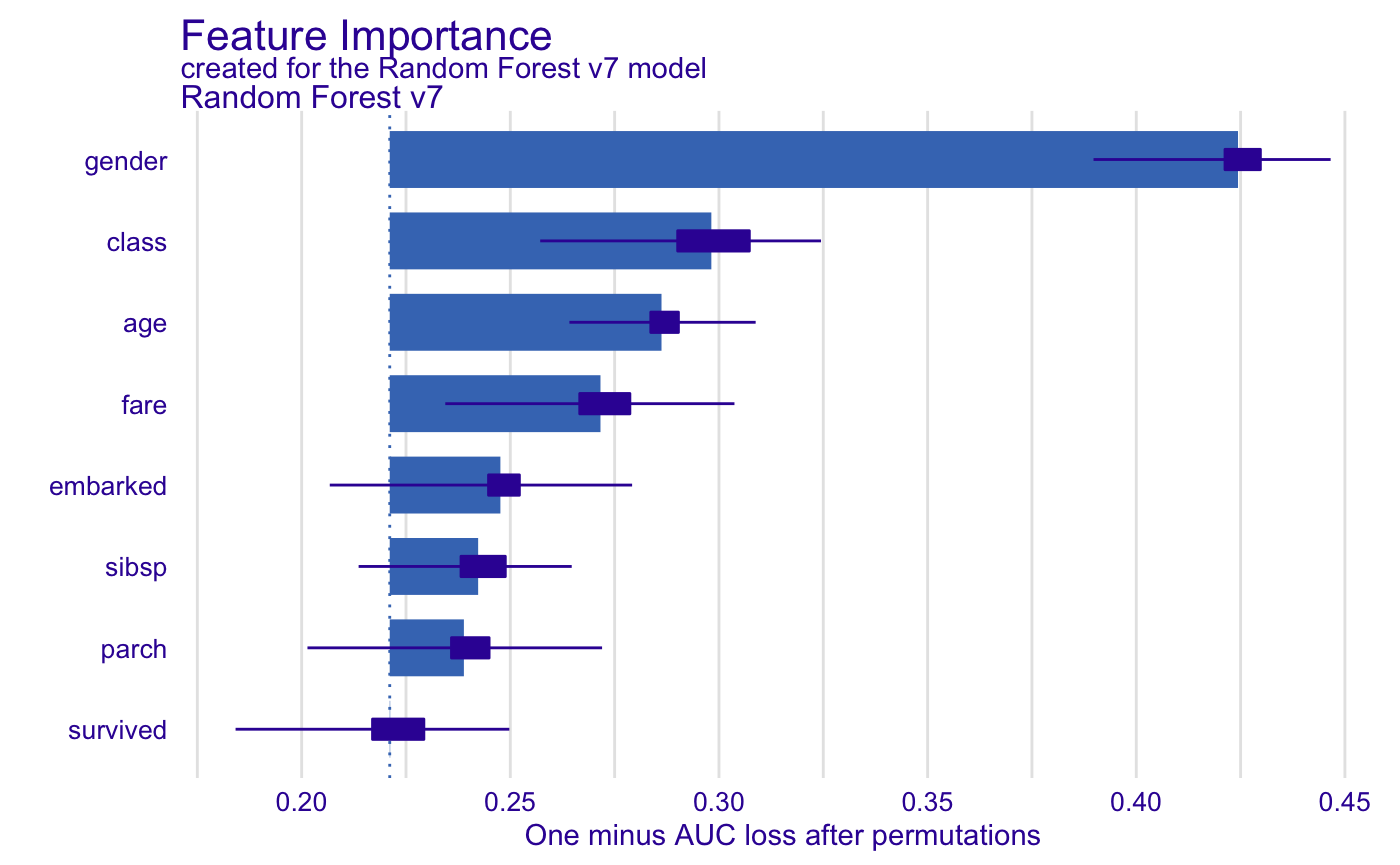 Feature Importance
created for the Random Forest v7 model
Random Forest v7
gender
class
age
fare
embarked
sibsp
parch
survived
0.20 0.25 0.30 0.35 0.40 0.45
One minus AUC loss after permutations